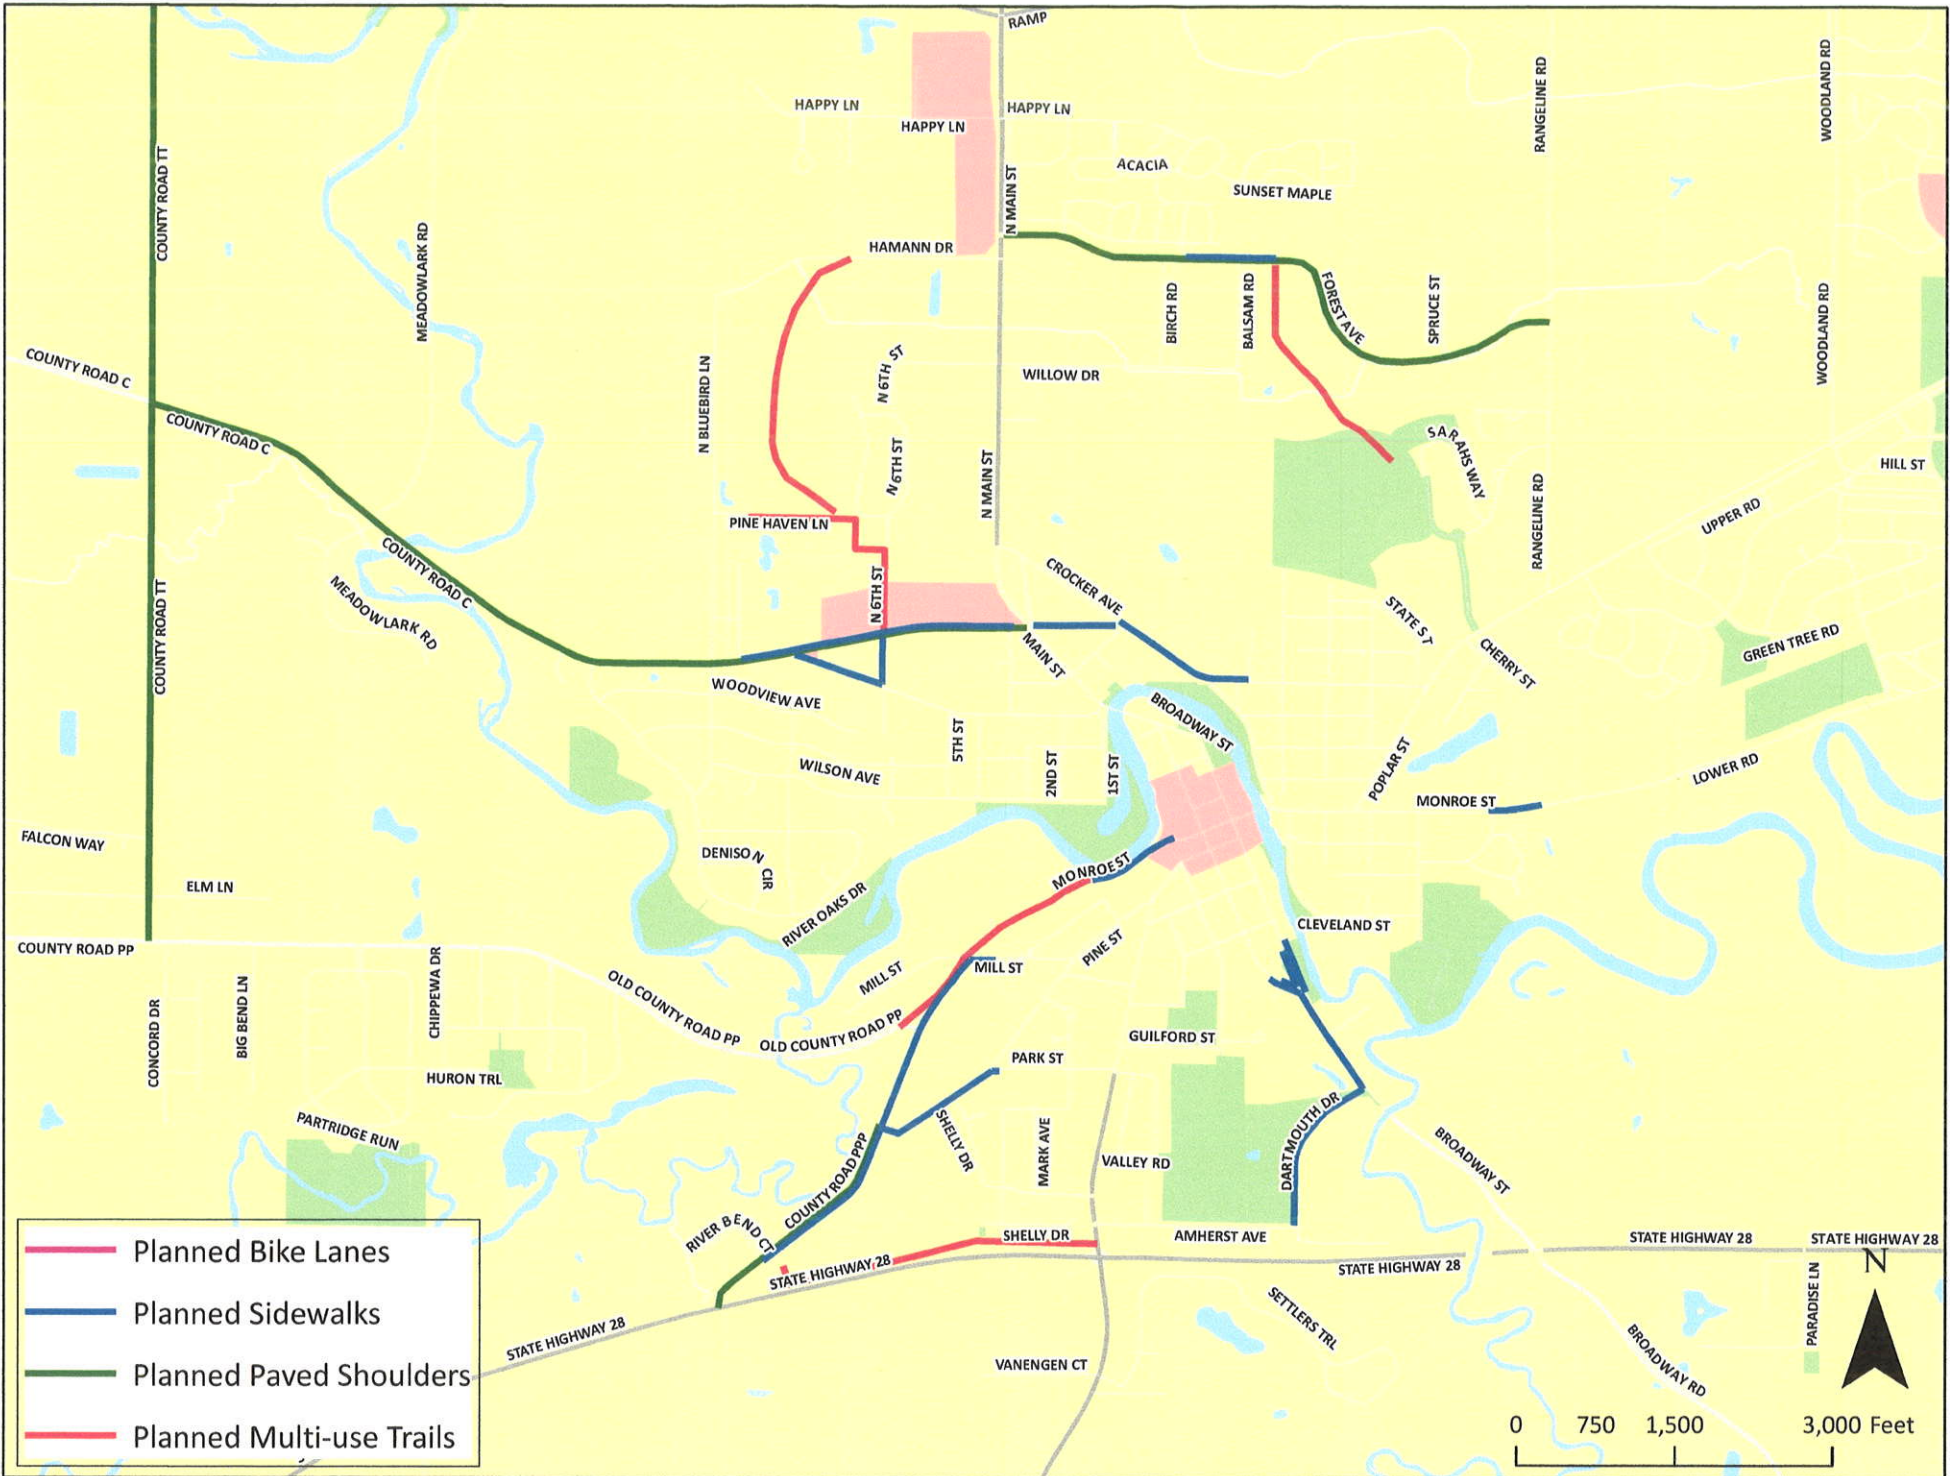 RAMP
HAPPY LN
HAPPY LN
HAPPY LN
ACACIA
SUNSET MAPLE
RANGELINE RD
WOODLAND RD
COUNTY ROAD TT
MEADOWLARK RD
N MAIN ST
HAMANN DR
FOREST AVE
BIRCH RD
BALSAM RD
SPRUCE ST
WOODLAND RD
COUNTY ROAD C
COUNTY ROAD C
N BLUEBIRD LN
N 6TH ST
WILLOW DR
N 6TH ST
N MAIN ST
SARAHS WAY
HILL ST
RANGELINE RD
UPPER RD
PINE HAVEN LN
COUNTY ROAD C
MEADOWLARK RD
COUNTY ROAD TT
N 6TH ST
CROCKER AVE
STATE ST
CHERRY ST
GREEN TREE RD
MAIN ST
WOODVIEW AVE
BROADWAY ST
5TH ST
2ND ST
1ST ST
WILSON AVE
POPLAR ST
LOWER RD
MONROE ST
FALCON WAY
ELM LN
DENISON CIR
MONROE ST
RIVER OAKS DR
CLEVELAND ST
COUNTY ROAD PP
PINE ST
MILL ST
MILL ST
CONCORD DR
BIG BEND LN
CHIPPEWA DR
OLD COUNTY ROAD PP
OLD COUNTY ROAD PP
GUILFORD ST
PARK ST
HURON TRL
PARTRIDGE RUN
SHELLY DR
MARK AVE
VALLEY RD
DARTMOUTH DR
BROADWAY ST
COUNTY ROAD PPP
RIVER BEND CT
SHELLY DR
AMHERST AVE
STATE HIGHWAY 28
STATE HIGHWAY 28
STATE HIGHWAY 28
STATE HIGHWAY 28
STATE HIGHWAY 28
SETTLERS TRL
VANENGEN CT
BROADWAY RD
PARADISE LN
N
Planned Bike Lanes
Planned Sidewalks
Planned Paved Shoulders
Planned Multi-use Trails
0 750 1,500 3,000 Feet